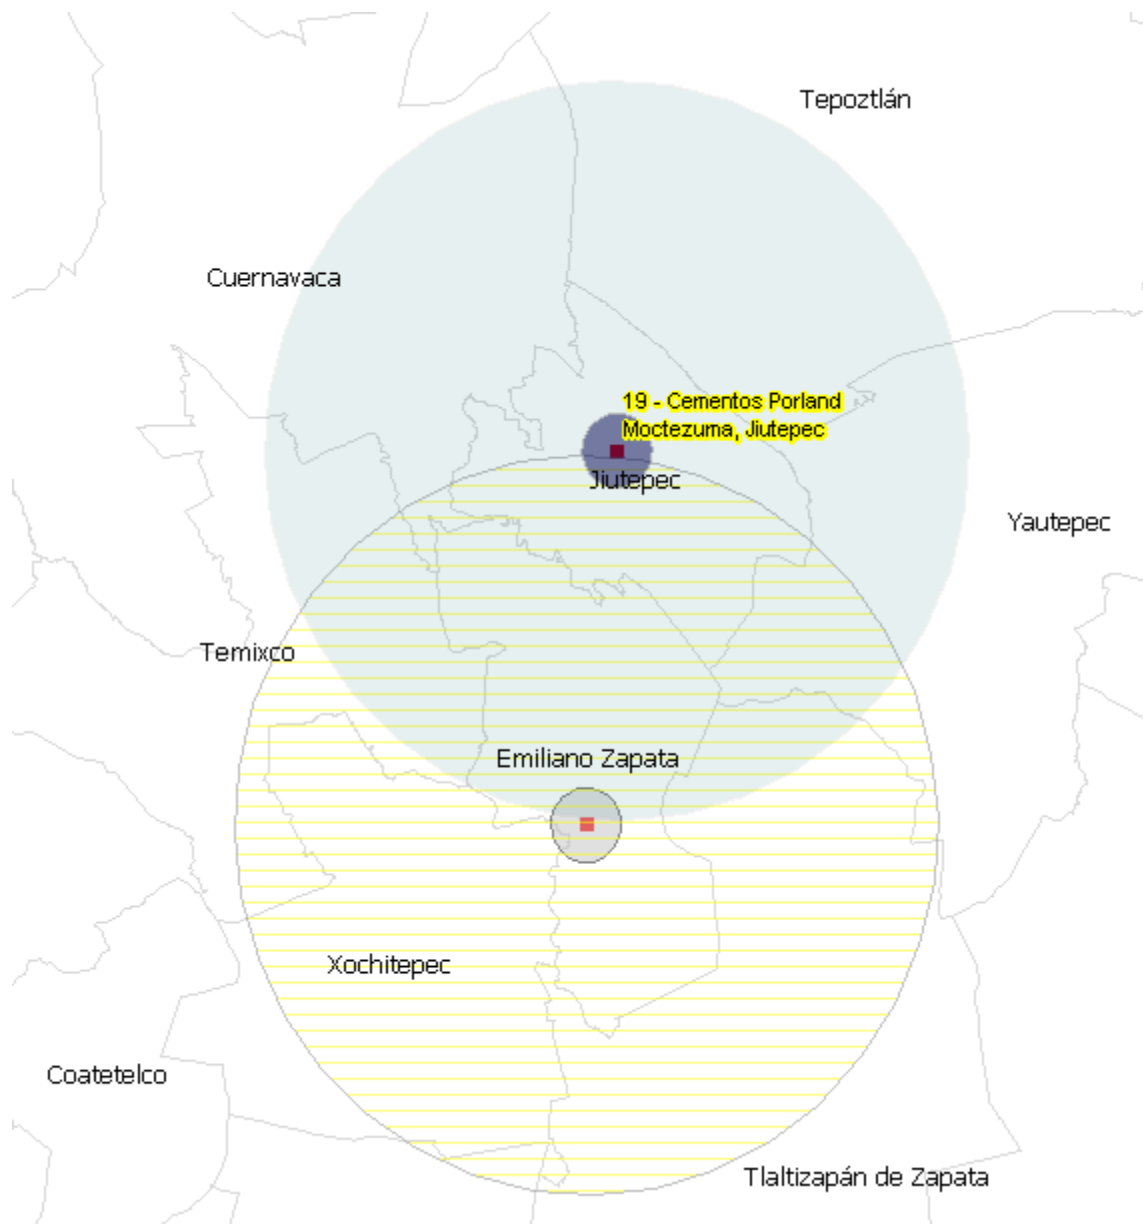 Tepoztlán
Cuernavaca
19 - Cementos Porland
Moctezuma, Jiutepec
Jiutepec
Yautepec
Temixco
Emiliano Zapata
Xochitepec
Coatetelco
Tlaltizapán de Zapata